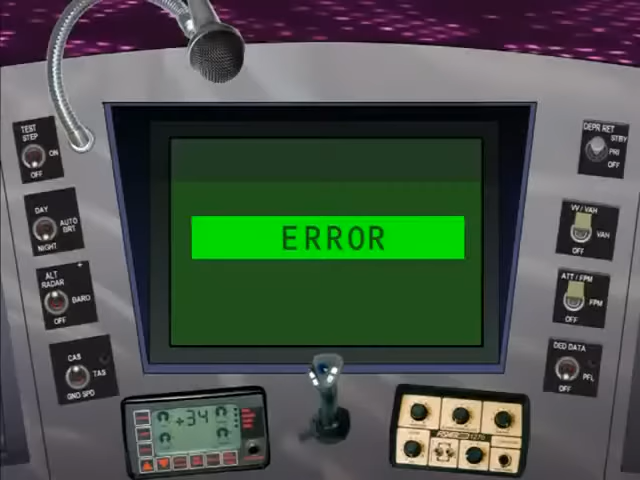 TEST
STEP
ON
OFF
DAY
AUTO
BRT
NIGHT
ALT
RADAR
BARO
OFF
CAS
TAS
GND SPD
ERROR
DEPR RET
STBY
PRI
OFF
VV / VAH
VAH
OFF
ATT / FPM
FPM
OFF
DED DATA
PFL
OFF
+34